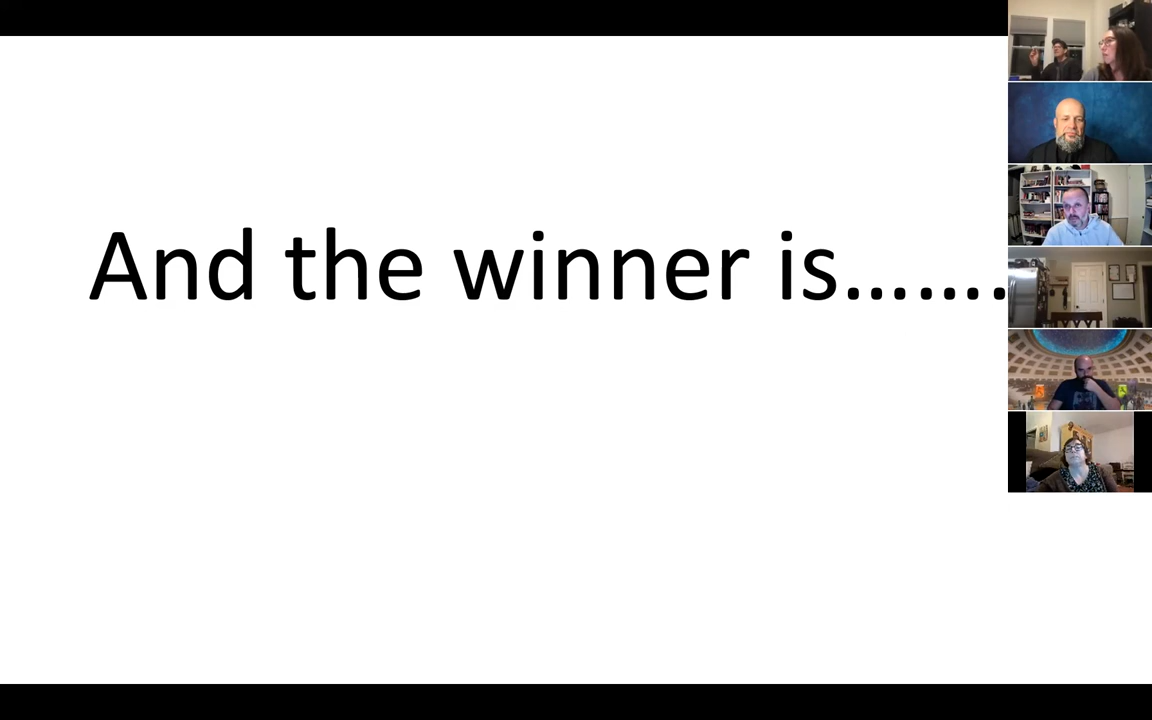 And the winner is…….